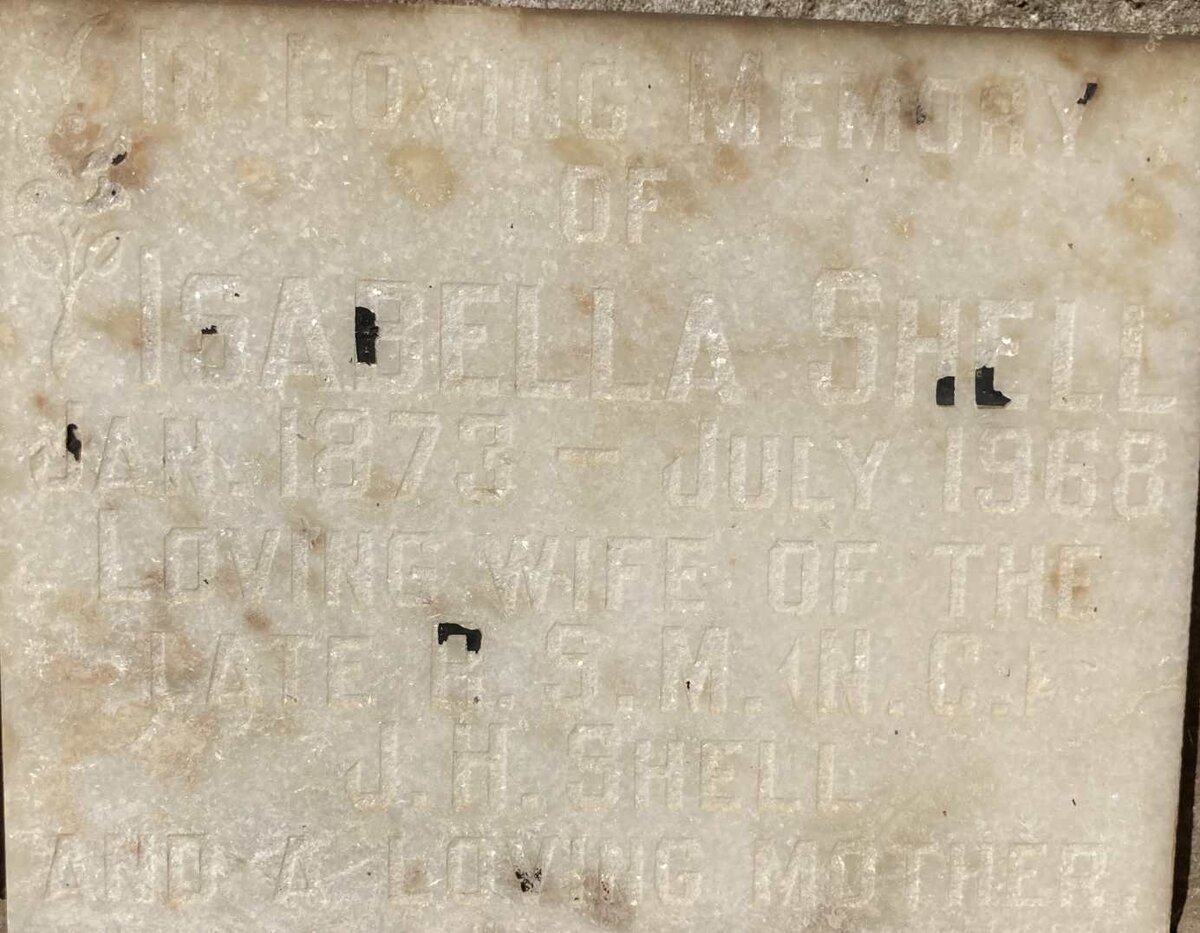 IN LOVING MEMORY
OF
ISABELLA SHELL
JAN. 1873 — JULY 1968
LOVING WIFE OF THE
LATE R.S.M.
J.H. SHELL
AND A LOVING MOTHER.